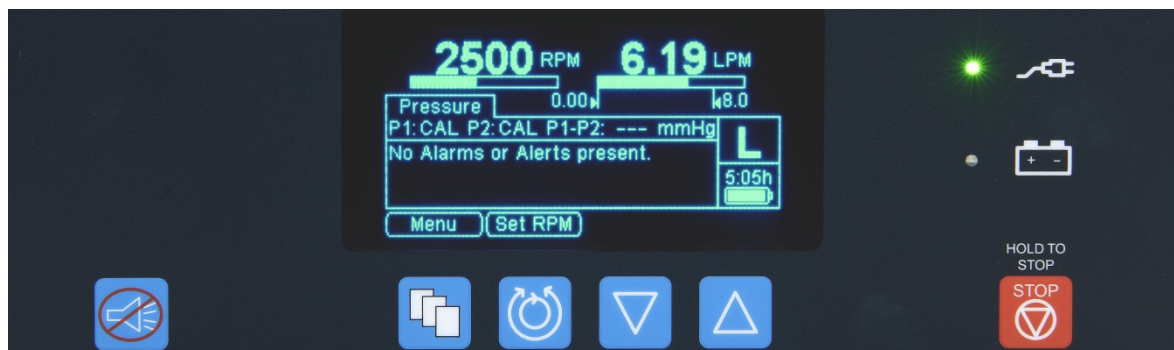 2500 RPM 6.19 LPM
0.00 8.0
Pressure
P1: CAL P2: CAL P1-P2: --- mmHg
No Alarms or Alerts present.
L
5:05h
Menu Set RPM
HOLD TO
STOP
STOP